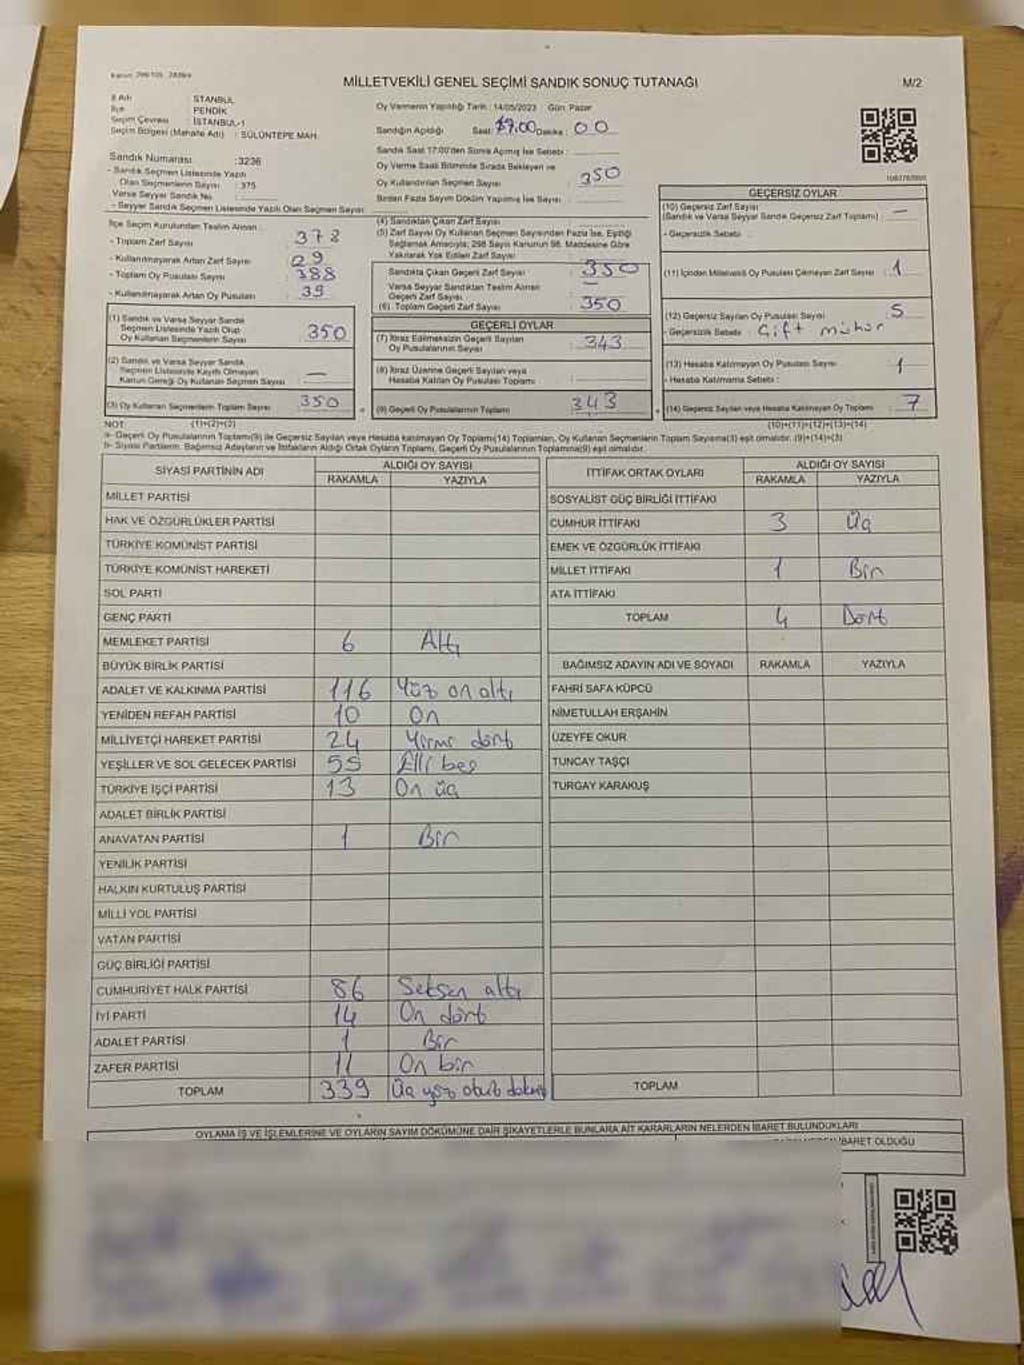 Kanun: 298/105, 2839/4
MİLLETVEKİLİ GENEL SEÇİMİ SANDIK SONUÇ TUTANAĞI
M/2
İl Adı : İSTANBUL
İlçe : PENDİK
Seçim Çevresi : İSTANBUL-1
Seçim Bölgesi (Mahalle Adı) : SÜLÜNTEPE MAH.
Sandık Numarası :3236
- Sandık Seçmen Listesinde Yazılı
Olan Seçmenlerin Sayısı : 375
Varsa Seyyar Sandık No :
- Seyyar Sandık Seçmen Listesinde Yazılı Olan Seçmen Sayısı:
Oy Vermenin Yapıldığı Tarih : 14/05/2023 Gün: Pazar
Sandığın Açıldığı Saat: 17.00 Dakika : 00
Sandık Saat 17:00'den Sonra Açılmış İse Sebebi :
Oy Verme Saati Bitiminde Sırada Bekleyen ve
Oy Kullandırılan Seçmen Sayısı : 350
Birden Fazla Sayım Döküm Yapılmış İse Sayısı :
İlçe Seçim Kurulundan Teslim Alınan :
- Toplam Zarf Sayısı 378
- Kullanılmayarak Artan Zarf Sayısı 29
- Toplam Oy Pusulası Sayısı 388
- Kullanılmayarak Artan Oy Pusulası 39
(1) Sandık ve Varsa Seyyar Sandık
Seçmen Listesinde Yazılı Olup
Oy Kullanan Seçmenlerin Sayısı 350
(2) Sandık ve Varsa Seyyar Sandık
Seçmen Listesinde Kayıtlı Olmayan
Kanun Gereği Oy Kullanan Seçmen Sayısı —
(3) Oy Kullanan Seçmenlerin Toplam Sayısı 350
(1)+(2)=(3)
(4) Sandıktan Çıkan Zarf Sayısı
(5) Zarf Sayısı Oy Kullanan Seçmen Sayısından Fazla İse, Eşitliği
Sağlamak Amacıyla; 298 Sayılı Kanunun 98. Maddesine Göre
Yakılarak Yok Edilen Zarf Sayısı
Sandıkta Çıkan Geçerli Zarf Sayısı : 350
Varsa Seyyar Sandıktan Teslim Alınan
Geçerli Zarf Sayısı —
(6) Toplam Geçerli Zarf Sayısı : 350
GEÇERLİ OYLAR
(7) İtiraz Edilmeksizin Geçerli Sayılan
Oy Pusulalarının Sayısı : 343
(8) İtiraz Üzerine Geçerli Sayılan veya
Hesaba Katılan Oy Pusulası Toplamı
(9) Geçerli Oy Pusulalarının Toplamı 343
GEÇERSİZ OYLAR
(10) Geçersiz Zarf Sayısı
(Sandık ve Varsa Seyyar Sandık Geçersiz Zarf Toplamı) : —
- Geçersizlik Sebebi :
(11) İçinden Milletvekili Oy Pusulası Çıkmayan Zarf Sayısı : 1
(12) Geçersiz Sayılan Oy Pusulası Sayısı : 5
- Geçersizlik Sebebi : Çift mühür
(13) Hesaba Katılmayan Oy Pusulası Sayısı : 1
- Hesaba Katılmama Sebebi :
(14) Geçersiz Sayılan veya Hesaba Katılmayan Oy Toplamı 7
(10)+(11)+(12)+(13)=(14)
NOT:
a- Geçerli Oy Pusulalarının Toplamı(9) ile Geçersiz Sayılan veya Hesaba katılmayan Oy Toplamı(14) Toplamları, Oy Kullanan Seçmenlerin Toplam Sayısına(3) eşit olmalıdır. (9)+(14)=(3)
b- Siyasi Partilerin, Bağımsız Adayların ve İttifakların Aldığı Ortak Oyların Toplamı, Geçerli Oy Pusulalarının Toplamına(9) eşit olmalıdır.
SİYASİ PARTİNİN ADI ALDIĞI OY SAYISI
RAKAMLA YAZIYLA
MİLLET PARTİSİ
HAK VE ÖZGÜRLÜKLER PARTİSİ
TÜRKİYE KOMÜNİST PARTİSİ
TÜRKİYE KOMÜNİST HAREKETİ
SOL PARTİ
GENÇ PARTİ
MEMLEKET PARTİSİ 6 Altı
BÜYÜK BİRLİK PARTİSİ
ADALET VE KALKINMA PARTİSİ 116 Yüz on altı
YENİDEN REFAH PARTİSİ 10 On
MİLLİYETÇİ HAREKET PARTİSİ 24 Yirmi dört
YEŞİLLER VE SOL GELECEK PARTİSİ 55 Elli beş
TÜRKİYE İŞÇİ PARTİSİ 13 On üç
ADALET BİRLİK PARTİSİ
ANAVATAN PARTİSİ 1 Bir
YENİLİK PARTİSİ
HALKIN KURTULUŞ PARTİSİ
MİLLİ YOL PARTİSİ
VATAN PARTİSİ
GÜÇ BİRLİĞİ PARTİSİ
CUMHURİYET HALK PARTİSİ 86 Seksen altı
İYİ PARTİ 14 On dört
ADALET PARTİSİ 1 Bir
ZAFER PARTİSİ 11 On bir
TOPLAM 339 Üç yüz otuz dokuz
İTTİFAK ORTAK OYLARI ALDIĞI OY SAYISI
RAKAMLA YAZIYLA
SOSYALİST GÜÇ BİRLİĞİ İTTİFAKI
CUMHUR İTTİFAKI 3 Üç
EMEK VE ÖZGÜRLÜK İTTİFAKI
MİLLET İTTİFAKI 1 Bir
ATA İTTİFAKI
TOPLAM 4 Dört
BAĞIMSIZ ADAYIN ADI VE SOYADI RAKAMLA YAZIYLA
FAHRİ SAFA KÜPCÜ
NİMETULLAH ERŞAHİN
ÜZEYFE OKUR
TUNCAY TAŞÇI
TURGAY KARAKUŞ
TOPLAM
OYLAMA İŞ VE İŞLEMLERİNE VE OYLARIN SAYIM DÖKÜMÜNE DAİR ŞİKAYETLERLE BUNLARA AİT KARARLARIN NELERDEN İBARET BULUNDUKLARI
İBARET OLDUĞU